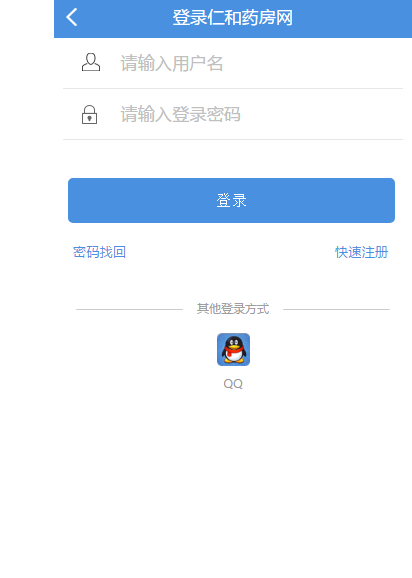 登录仁和药房网
请输入用户名
请输入登录密码
登录
密码找回 快速注册
其他登录方式
QQ